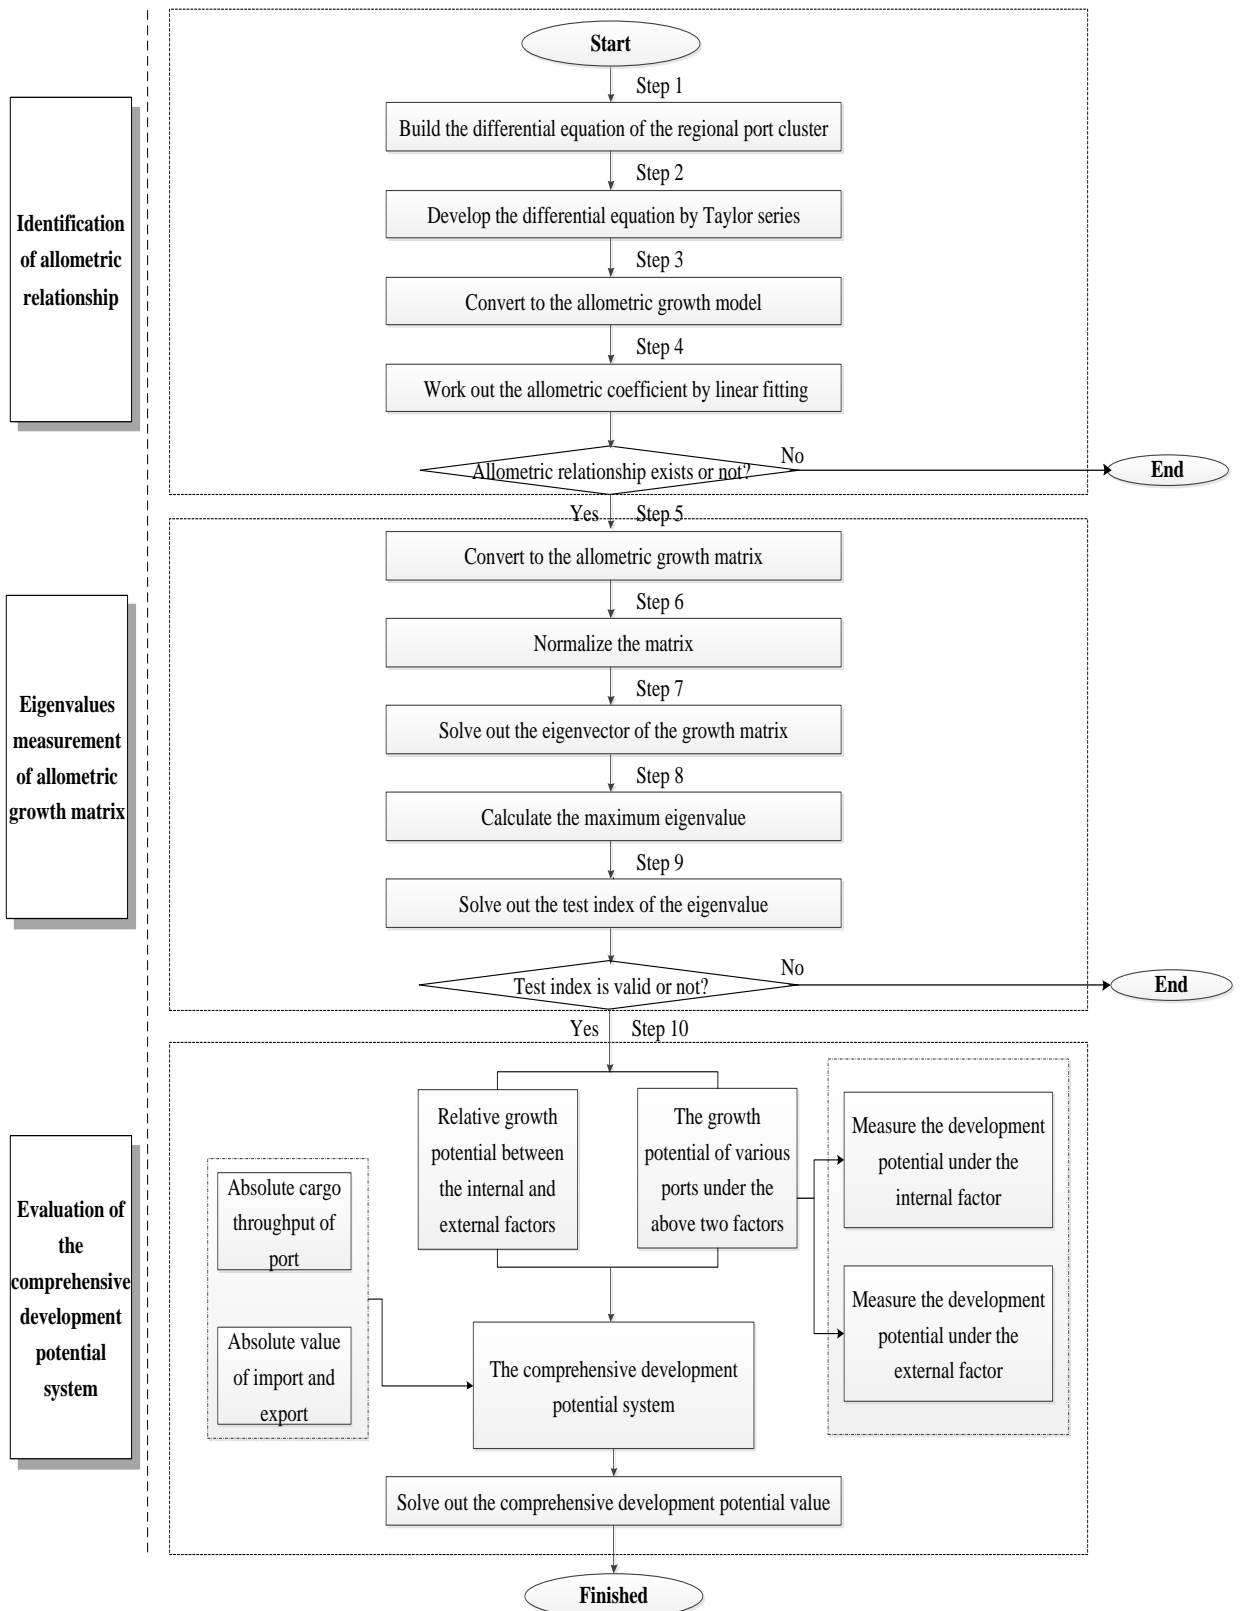 Start
Step 1
Build the differential equation of the regional port cluster
Step 2
Develop the differential equation by Taylor series
Step 3
Convert to the allometric growth model
Step 4
Work out the allometric coefficient by linear fitting
Allometric relationship exists or not?
No
End
Identification
of allometric
relationship
Yes
Step 5
Convert to the allometric growth matrix
Step 6
Normalize the matrix
Step 7
Solve out the eigenvector of the growth matrix
Step 8
Calculate the maximum eigenvalue
Step 9
Solve out the test index of the eigenvalue
Test index is valid or not?
No
End
Eigenvalues
measurement
of allometric
growth matrix
Yes
Step 10
Relative growth
potential between
the internal and
external factors
The growth
potential of various
ports under the
above two factors
Measure the development
potential under the
internal factor
Measure the development
potential under the
external factor
Absolute cargo
throughput of
port
Absolute value
of import and
export
The comprehensive development
potential system
Solve out the comprehensive development potential value
Evaluation of
the
comprehensive
development
potential
system
Finished